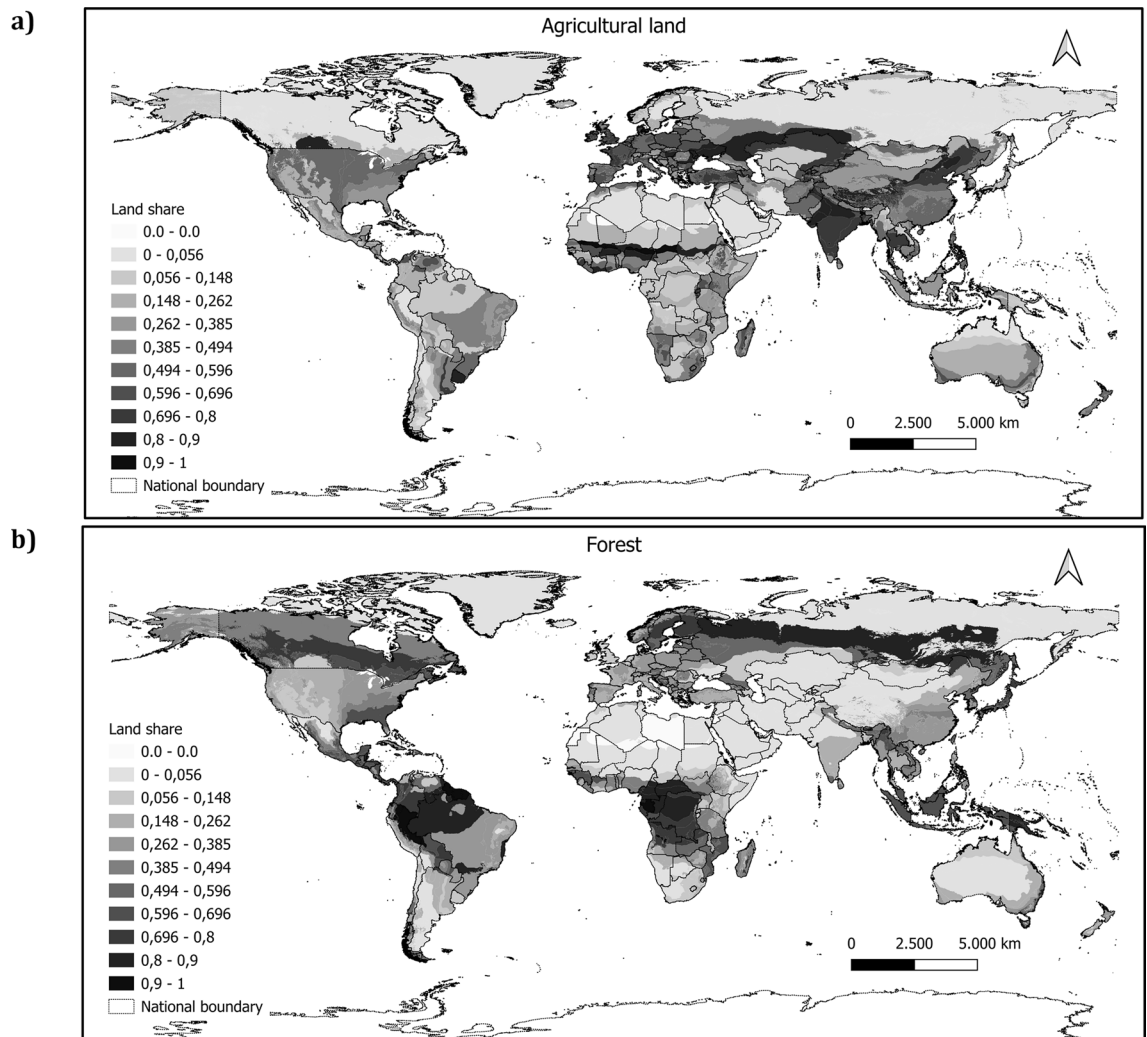 a)
Agricultural land
Land share
0.0 - 0.0
0 - 0,056
0,056 - 0,148
0,148 - 0,262
0,262 - 0,385
0,385 - 0,494
0,494 - 0,596
0,596 - 0,696
0,696 - 0,8
0,8 - 0,9
0,9 - 1
National boundary
0 2.500 5.000 km
b)
Forest
Land share
0.0 - 0.0
0 - 0,056
0,056 - 0,148
0,148 - 0,262
0,262 - 0,385
0,385 - 0,494
0,494 - 0,596
0,596 - 0,696
0,696 - 0,8
0,8 - 0,9
0,9 - 1
National boundary
0 2.500 5.000 km